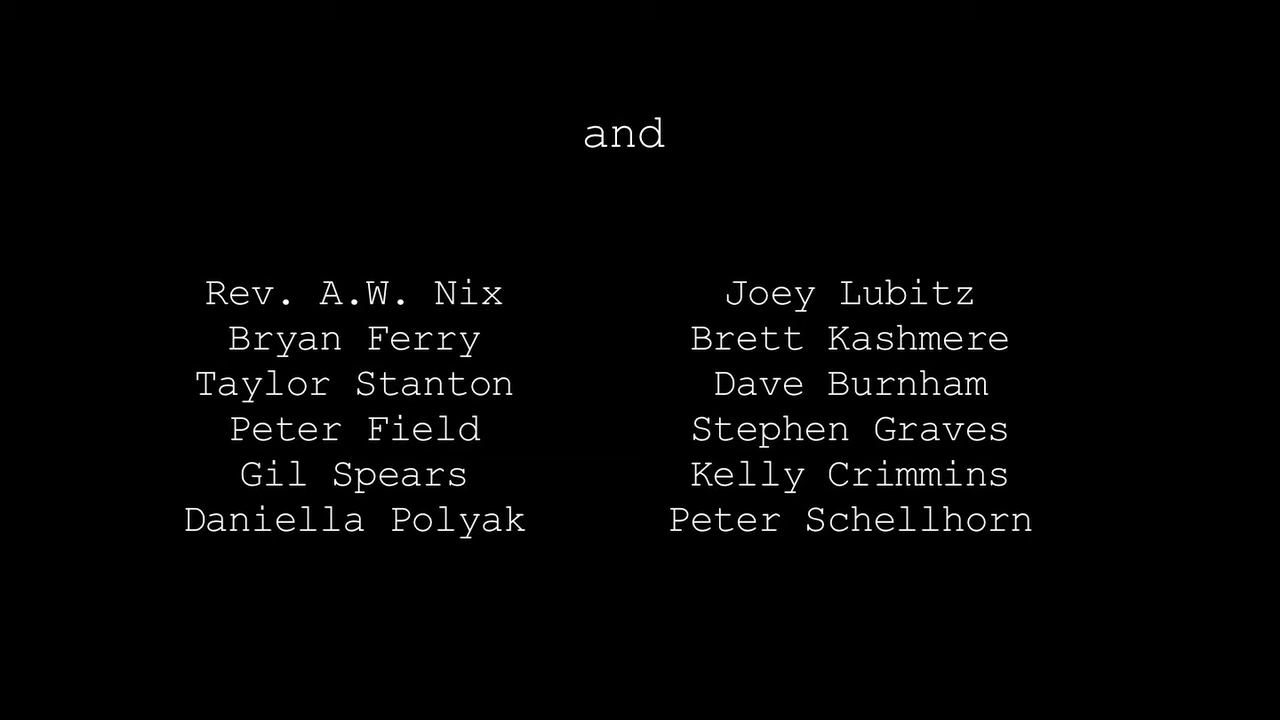 and
Rev. A.W. Nix
Bryan Ferry
Taylor Stanton
Peter Field
Gil Spears
Daniella Polyak
Joey Lubitz
Brett Kashmere
Dave Burnham
Stephen Graves
Kelly Crimmins
Peter Schellhorn